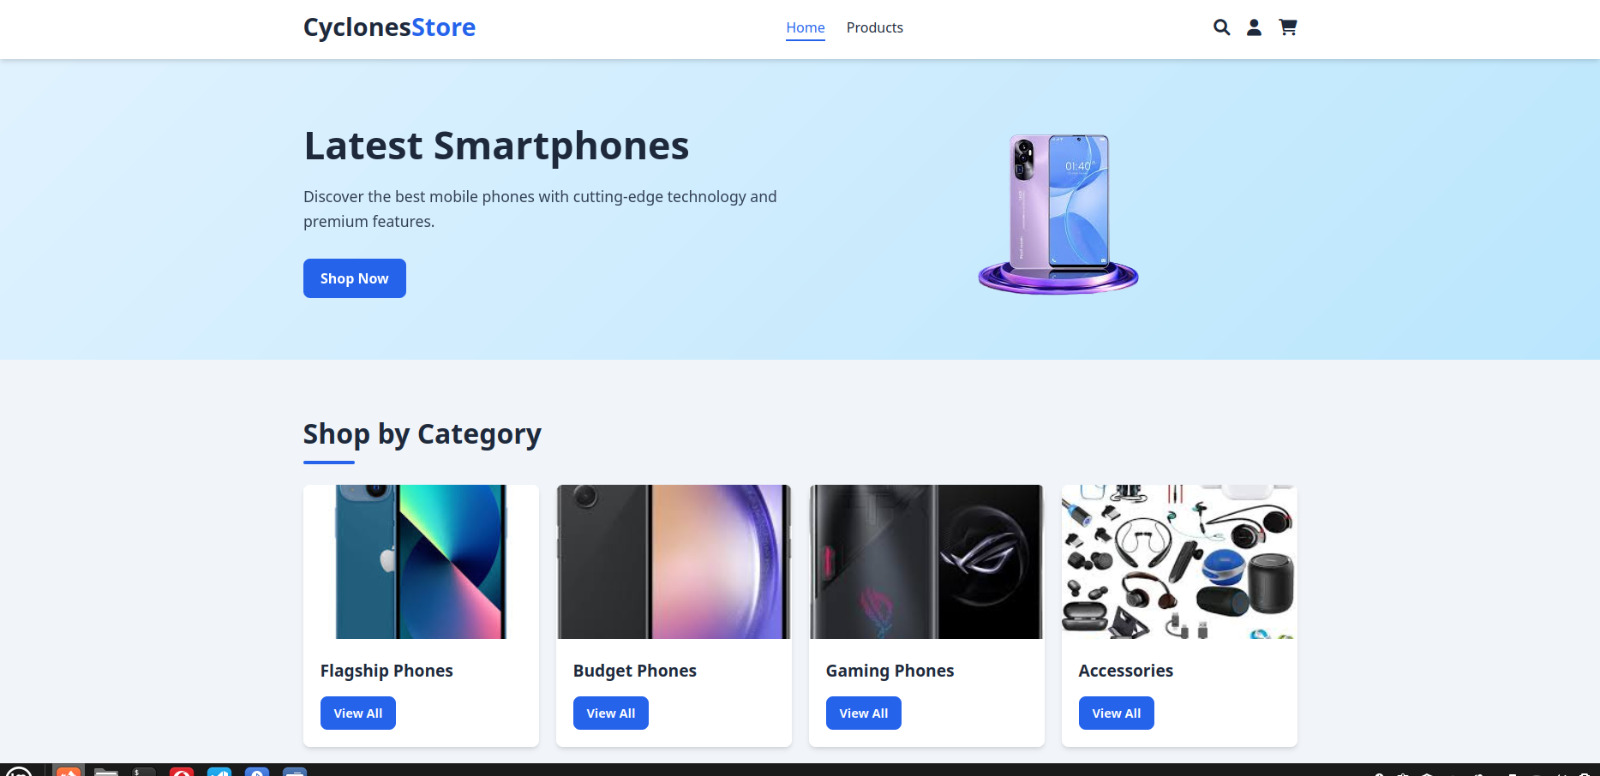 CyclonesStore
Home Products
Latest Smartphones
01:40
Discover the best mobile phones with cutting-edge technology and
premium features.
Shop Now
Shop by Category
Flagship Phones
Budget Phones
Gaming Phones
Accessories
View All
View All
View All
View All